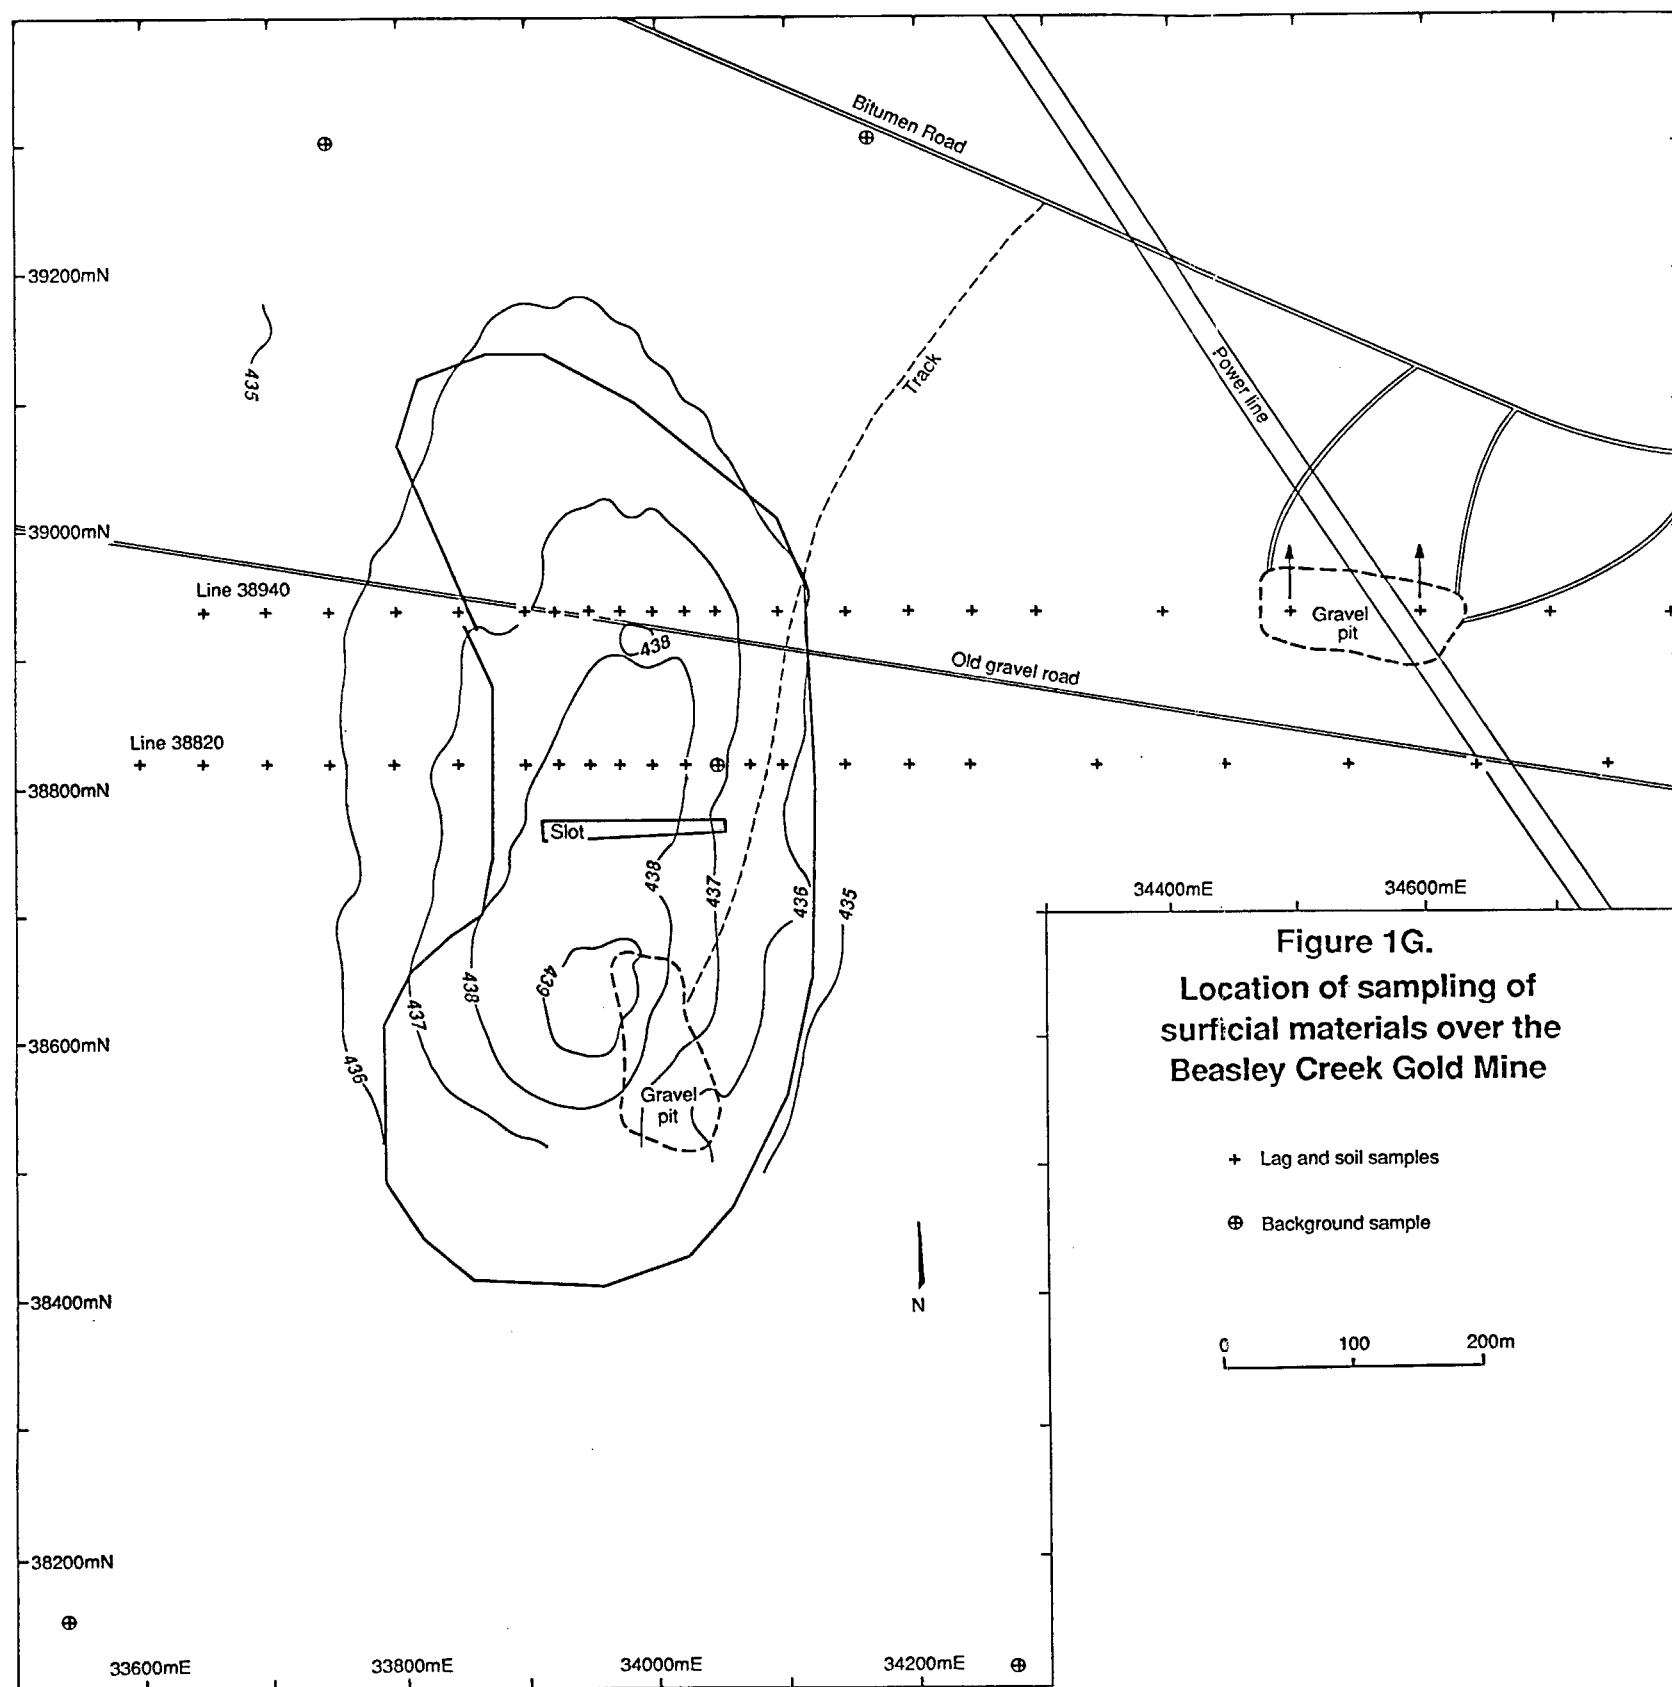 Bitumen Road
39200mN
435
Track
Power line
39000mN
Line 38940
438
Gravel
pit
Old gravel road
Line 38820
38800mN
Slot
438
437
436
435
34400mE
34600mE
439
438
437
38600mN
436
Gravel
pit
Figure 1G.
Location of sampling of
surficial materials over the
Beasley Creek Gold Mine
+ Lag and soil samples
⊕ Background sample
N
38400mN
0 100 200m
38200mN
33600mE
33800mE
34000mE
34200mE